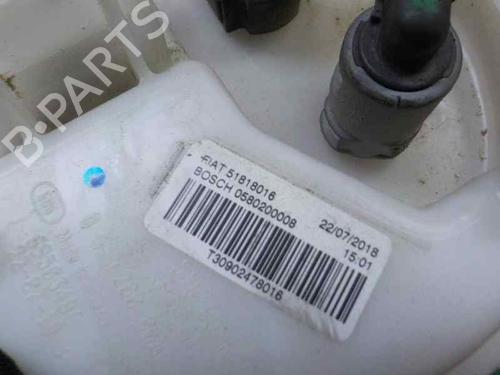 B-PARTS
FIAT 51818016
BOSCH 0580200008
22/07/2018
15:01
T30902478016